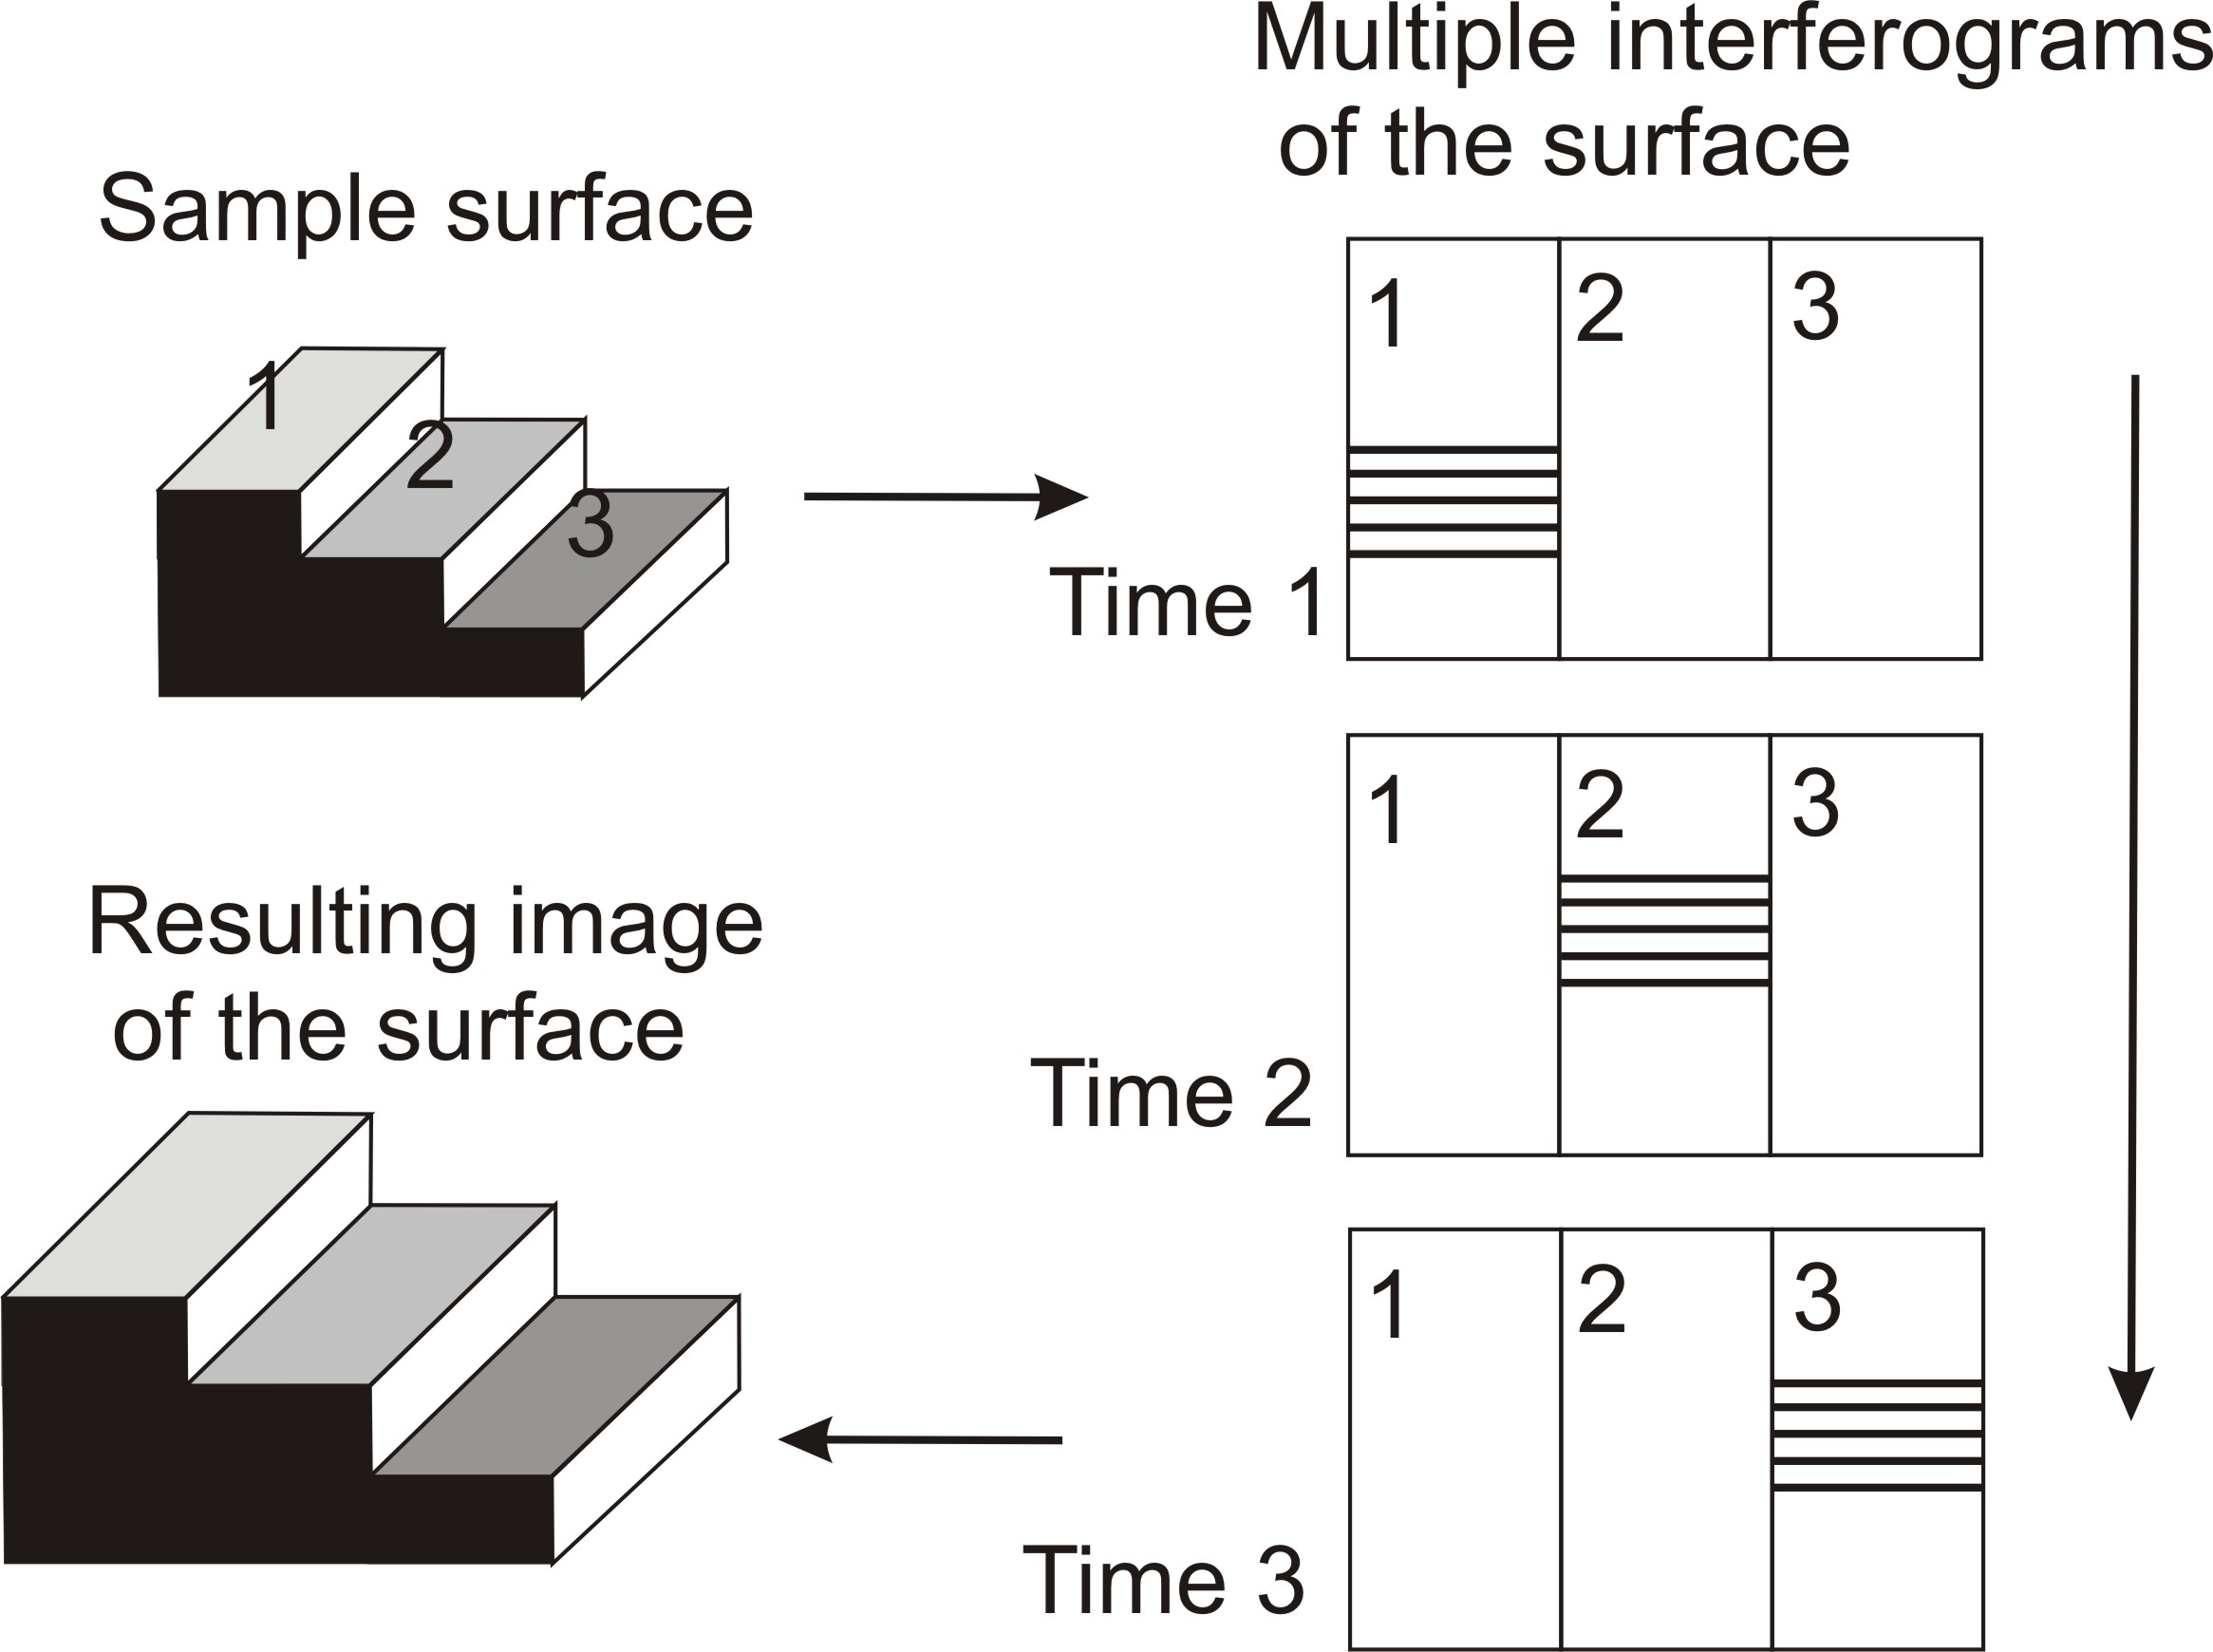 Multiple interferograms
of the surface
Sample surface
1
2
3
1 2 3
Time 1
1 2 3
Time 2
Resulting image
of the surface
1 2 3
Time 3